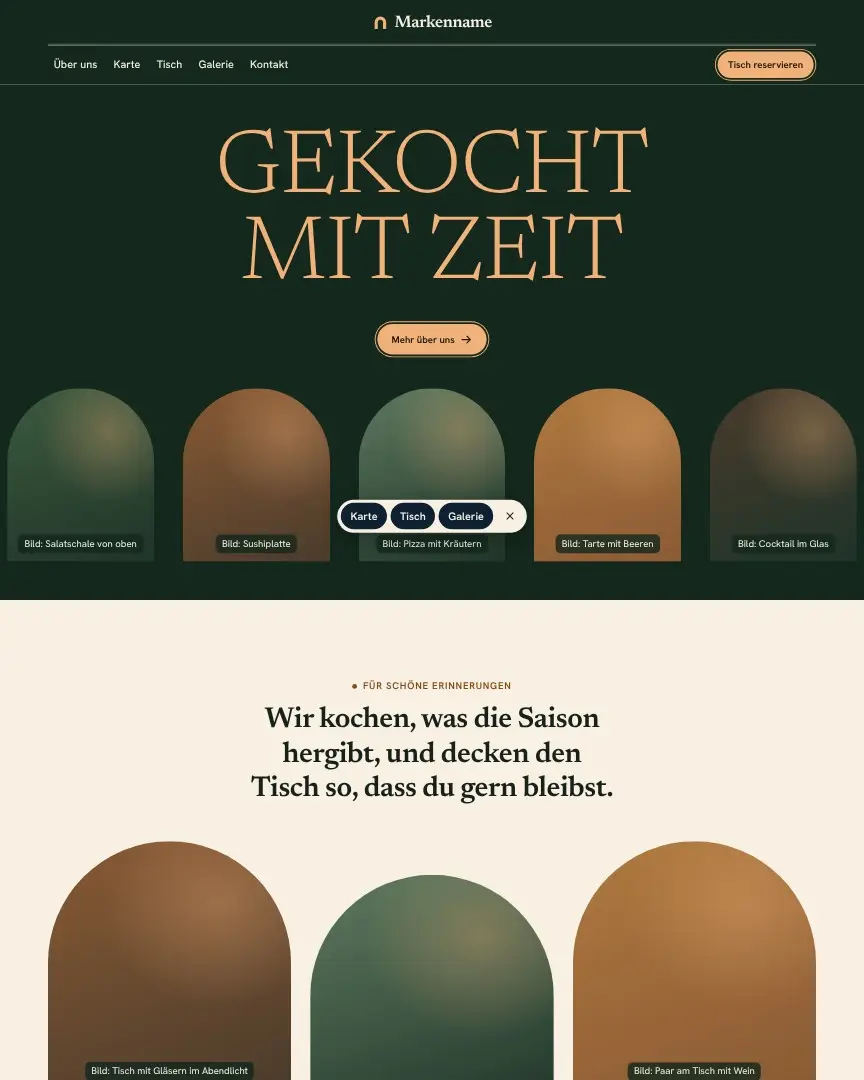 Markenname
Über uns Karte Tisch Galerie Kontakt
Tisch reservieren
GEKOCHT
MIT ZEIT
Mehr über uns →
Karte Tisch Galerie ×
Bild: Salatschale von oben
Bild: Sushiplatte
Bild: Pizza mit Kräutern
Bild: Tarte mit Beeren
Bild: Cocktail im Glas
• FÜR SCHÖNE ERINNERUNGEN
Wir kochen, was die Saison
hergibt, und decken den
Tisch so, dass du gern bleibst.
Bild: Tisch mit Gläsern im Abendlicht
Bild: Paar am Tisch mit Wein